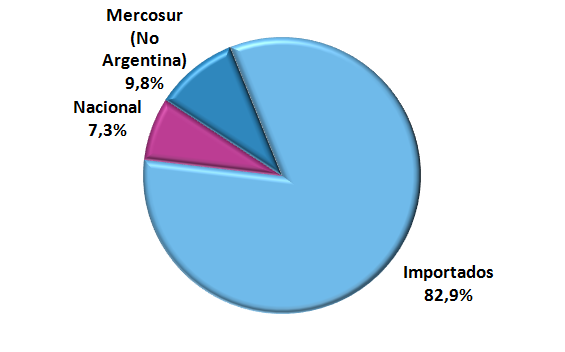 Mercosur
(No
Argentina)
9,8%
Nacional
7,3%
Importados
82,9%